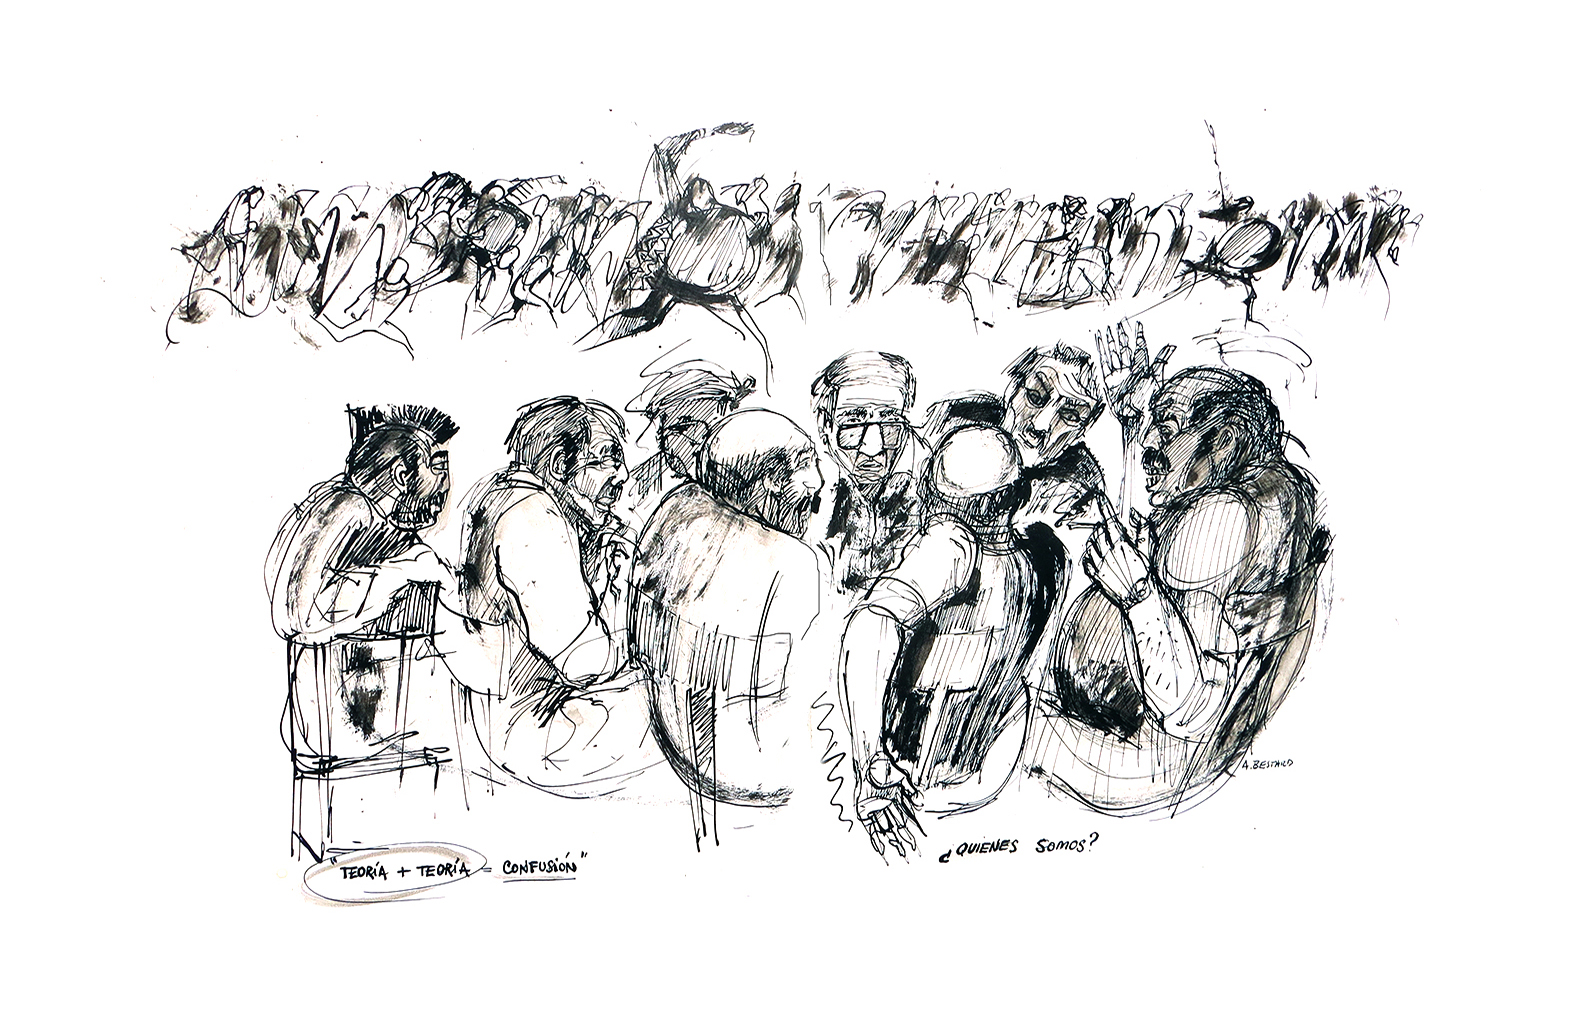 A. BESTARD
¿QUIENES SOMOS?
"TEORÍA + TEORÍA = CONFUSIÓN"